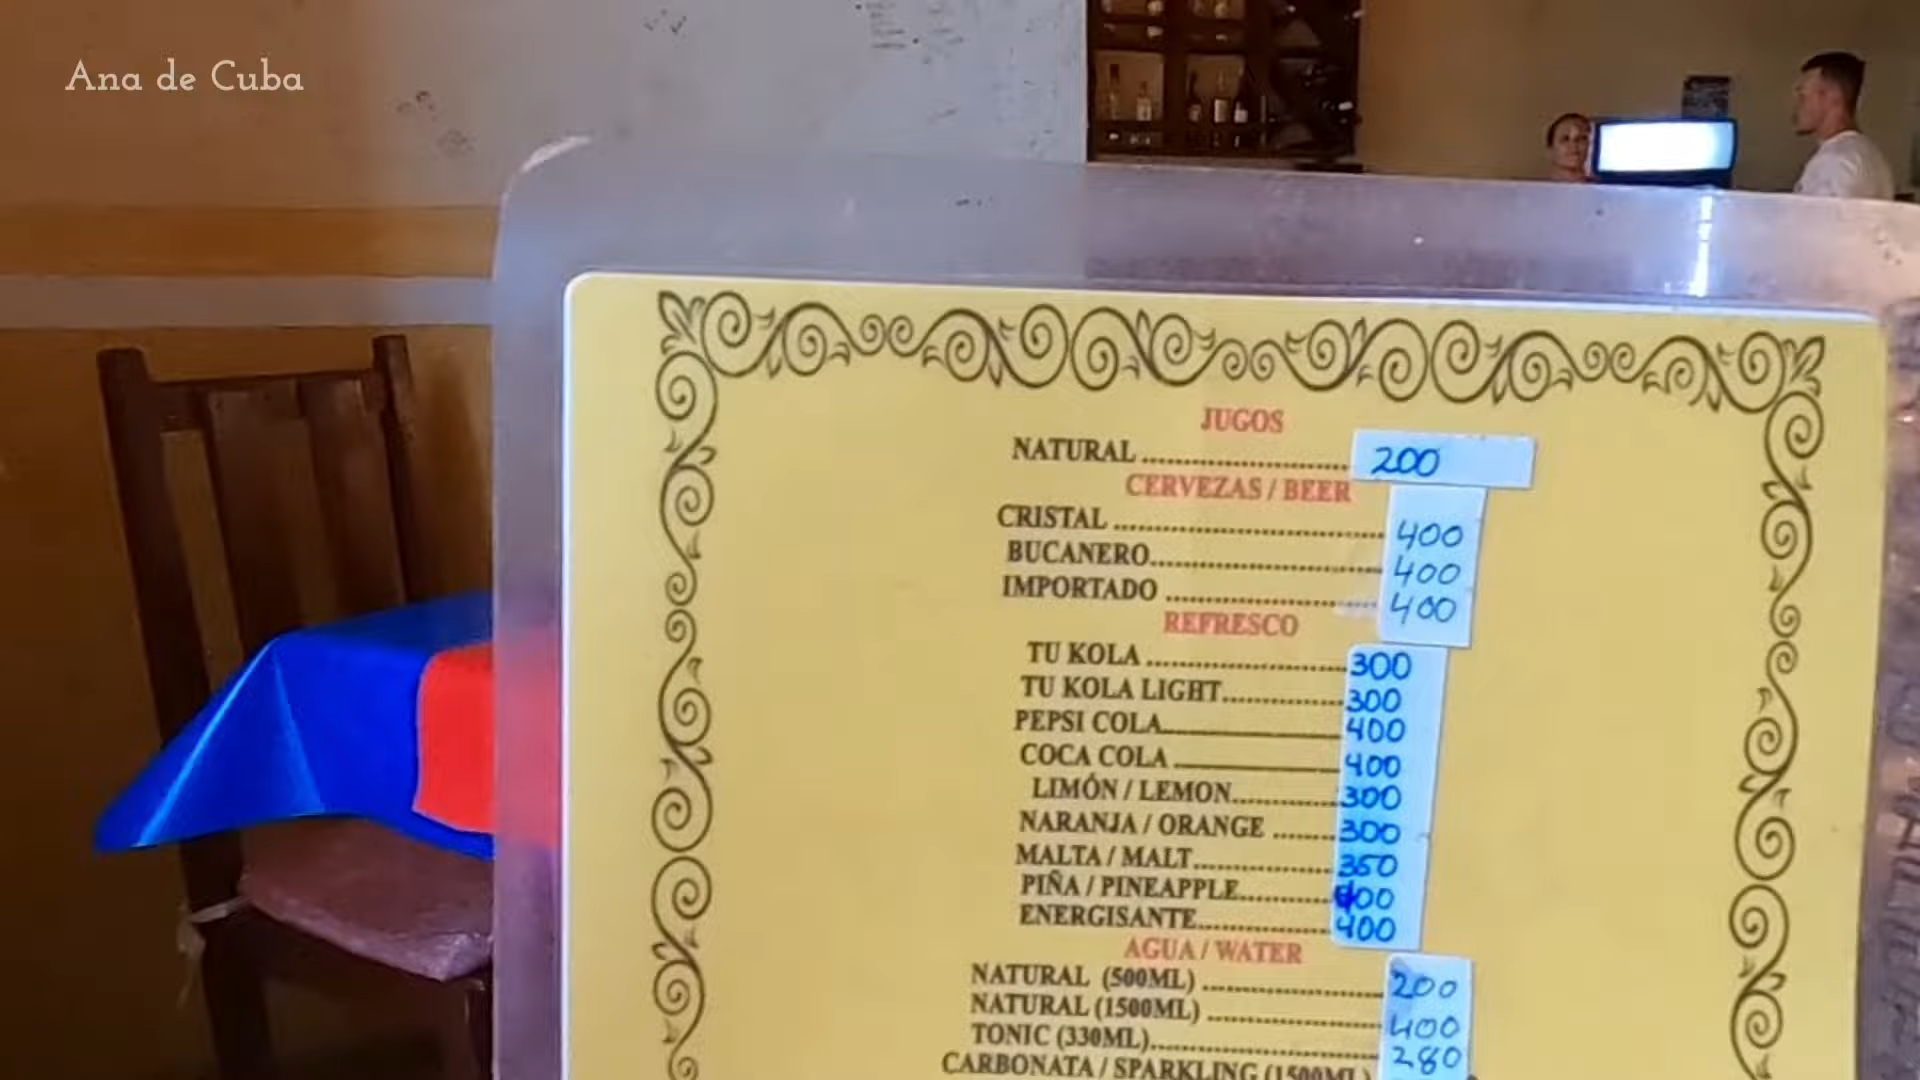 Ana de Cuba
JUGOS
NATURAL ........................ 200
CERVEZAS / BEER
CRISTAL ........................ 400
BUCANERO........................ 400
IMPORTADO ........................ 400
REFRESCO
TU KOLA ........................ 300
TU KOLA LIGHT............... 300
PEPSI COLA........................ 400
COCA COLA ........................ 400
LIMÓN / LEMON............... 300
NARANJA / ORANGE ....... 300
MALTA / MALT.................. 350
PIÑA / PINEAPPLE............ 400
ENERGISANTE.................. 400
AGUA / WATER
NATURAL (500ML) ........................ 200
NATURAL (1500ML) ........................ 400
TONIC (330ML)........................ 280
CARBONATA / SPARKLING (1500ML)